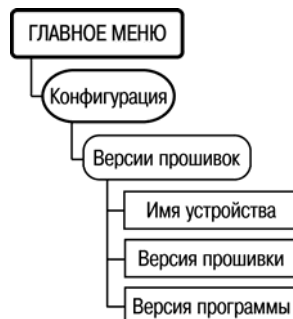 ГЛАВНОЕ МЕНЮ
Конфигурация
Версии прошивок
Имя устройства
Версия прошивки
Версия программы